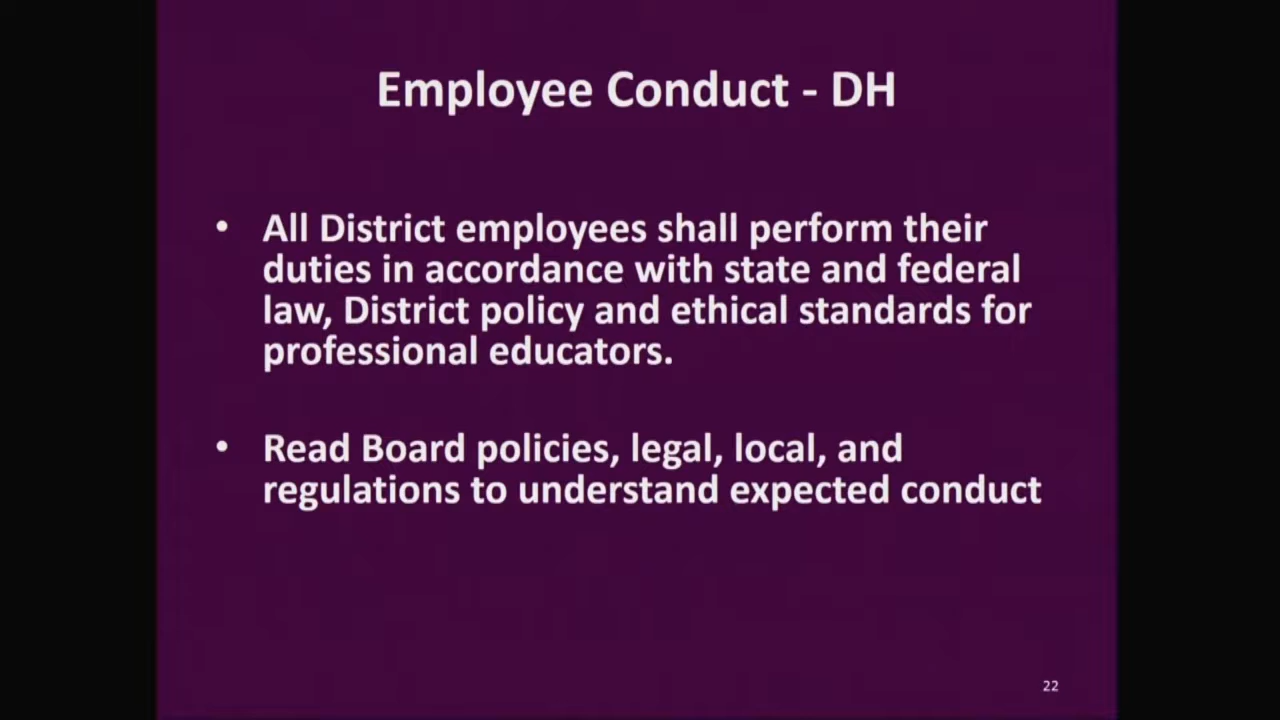 Employee Conduct - DH
• All District employees shall perform their
duties in accordance with state and federal
law, District policy and ethical standards for
professional educators.
• Read Board policies, legal, local, and
regulations to understand expected conduct
22